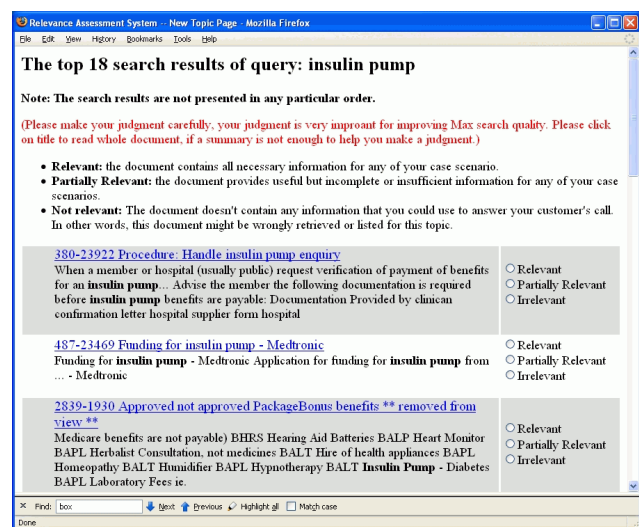 Relevance Assessment System -- New Topic Page - Mozilla Firefox
File Edit View History Bookmarks Tools Help
The top 18 search results of query: insulin pump
Note: The search results are not presented in any particular order.
(Please make your judgment carefully, your judgment is very improant for improving Max search quality. Please click
on title to read whole document, if a summary is not enough to help you make a judgment.)
• Relevant: the document contains all necessary information for any of your case scenario.
• Partially Relevant: the document provides useful but incomplete or insufficient information for any of your case
scenarios.
• Not relevant: The document doesn't contain any information that you could use to answer your customer's call.
In other words, this document might be wrongly retrieved or listed for this topic.
380-23922 Procedure: Handle insulin pump enquiry
When a member or hospital (usually public) request verification of payment of benefits
for an insulin pump... Advise the member the following documentation is required
before insulin pump benefits are payable: Documentation Provided by clinican
confirmation letter hospital supplier form hospital
Relevant
Partially Relevant
Irrelevant
487-23469 Funding for insulin pump - Medtronic
Funding for insulin pump - Medtronic Application for funding for insulin pump from
... - Medtronic
Relevant
Partially Relevant
Irrelevant
2839-1930 Approved not approved PackageBonus benefits ** removed from
view **
Medicare benefits are not payable) BHRS Hearing Aid Batteries BALP Heart Monitor
BAPL Herbalist Consultation, not medicines BALT Hire of health appliances BAPL
Homeopathy BALT Humidifier BAPL Hypnotherapy BALT Insulin Pump - Diabetes
BAPL Laboratory Fees ie.
Relevant
Partially Relevant
Irrelevant
Find: box Next Previous Highlight all Match case
Done